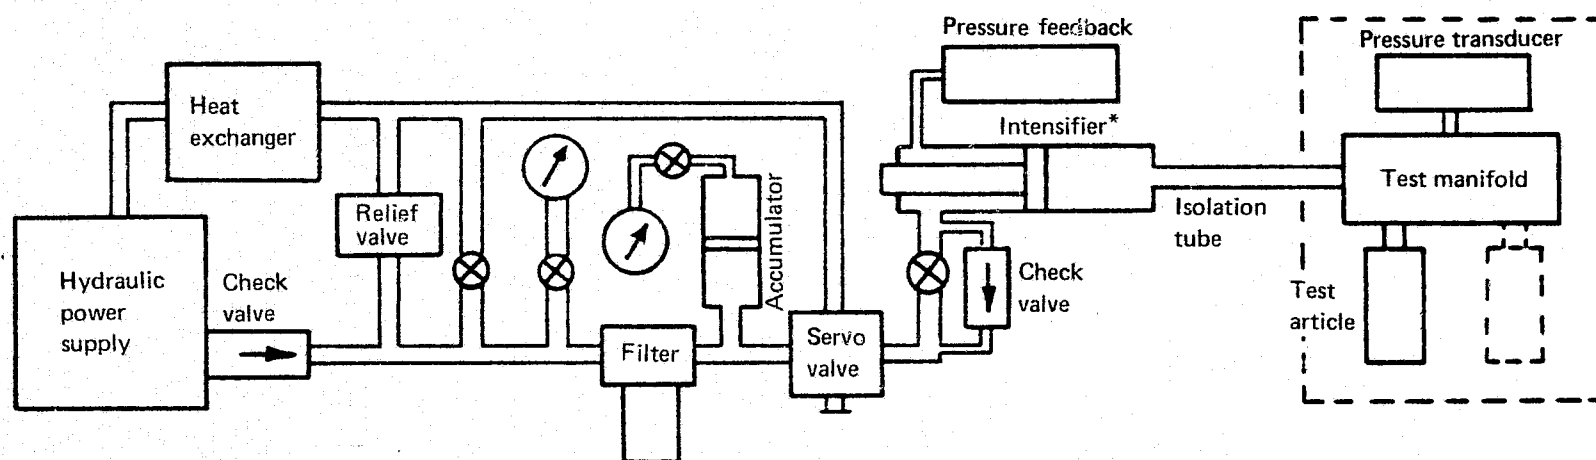 Pressure feedback
Pressure transducer
Heat
exchanger
Intensifier*
Test manifold
Relief
valve
Accumulator
Isolation
tube
Hydraulic
power
supply
Check
valve
Check
valve
Test
article
Filter
Servo
valve